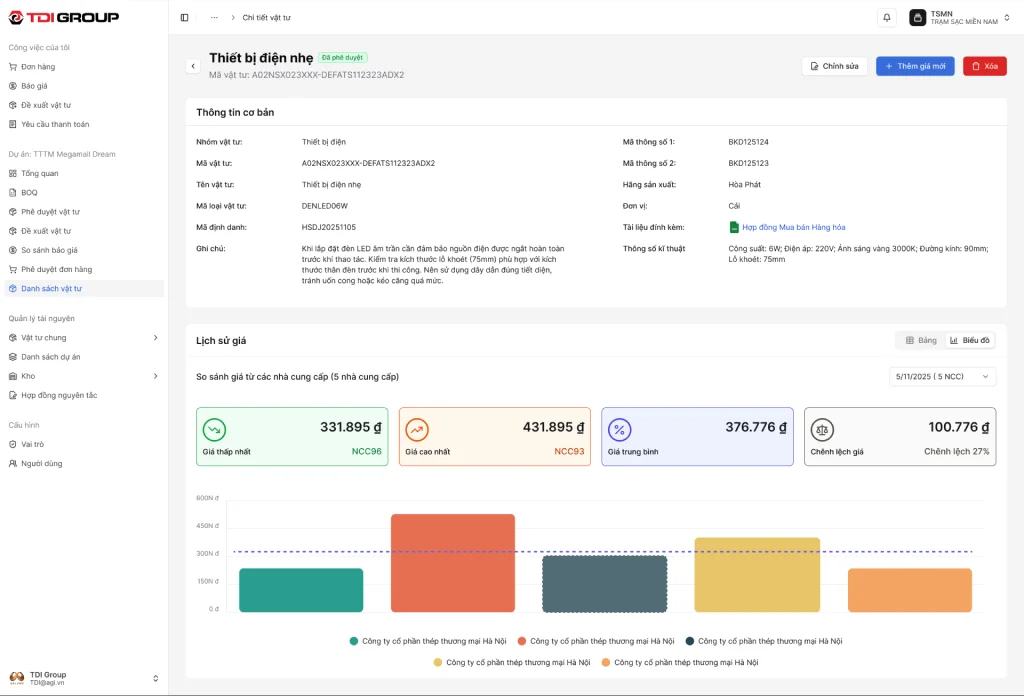 TDI GROUP
Công việc của tôi
Đơn hàng
Báo giá
Đề xuất vật tư
Yêu cầu thanh toán
Dự án: TTTM Megamall Dream
Tổng quan
BOQ
Phê duyệt vật tư
Đề xuất vật tư
So sánh báo giá
Phê duyệt đơn hàng
Danh sách vật tư
Quản lý tài nguyên
Vật tư chung
Danh sách dự án
Kho
Hợp đồng nguyên tắc
Cấu hình
Vai trò
Người dùng
TDI Group
TDI@agi.vn
... > Chi tiết vật tư
TSMN
TRẠM SẠC MIỀN NAM
Thiết bị điện nhẹ Đã phê duyệt
Mã vật tư: A02NSX023XXX-DEFATS112323ADX2
Chỉnh sửa
+ Thêm giá mới
Xóa
Thông tin cơ bản
Nhóm vật tư: Thiết bị điện
Mã vật tư: A02NSX023XXX-DEFATS112323ADX2
Tên vật tư: Thiết bị điện nhẹ
Mã loại vật tư: DENLED06W
Mã định danh: HSDJ20251105
Ghi chú: Khi lắp đặt đèn LED âm trần cần đảm bảo nguồn điện được ngắt hoàn toàn
trước khi thao tác. Kiểm tra kích thước lỗ khoét (75mm) phù hợp với kích
thước thân đèn trước khi thi công. Nên sử dụng dây dẫn đúng tiết diện,
tránh uốn cong hoặc kéo căng quá mức.
Mã thông số 1: BKD125124
Mã thông số 2: BKD125123
Hãng sản xuất: Hòa Phát
Đơn vị: Cái
Tài liệu đính kèm: Hợp đồng Mua bán Hàng hóa
Thông số kĩ thuật Công suất: 6W; Điện áp: 220V; Ánh sáng vàng 3000K; Đường kính: 90mm;
Lỗ khoét: 75mm
Lịch sử giá
Bảng
Biểu đồ
So sánh giá từ các nhà cung cấp (5 nhà cung cấp)
5/11/2025 ( 5 NCC)
331.895 ₫
Giá thấp nhất NCC96
431.895 ₫
Giá cao nhất NCC93
376.776 ₫
Giá trung bình
100.776 ₫
Chênh lệch giá Chênh lệch 27%
600N đ
450N đ
300N đ
150N đ
0 đ
Công ty cổ phần thép thương mại Hà Nội
Công ty cổ phần thép thương mại Hà Nội
Công ty cổ phần thép thương mại Hà Nội
Công ty cổ phần thép thương mại Hà Nội
Công ty cổ phần thép thương mại Hà Nội